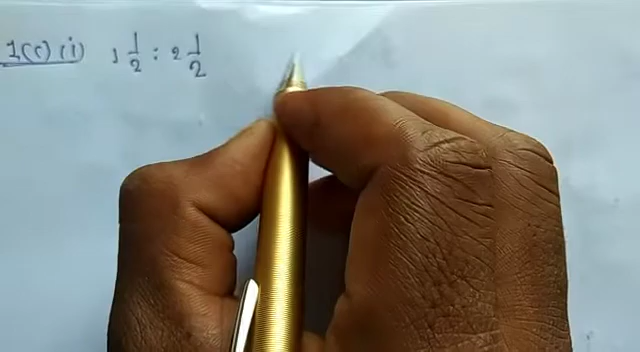 1(c) (i) 1 1/2 : 2 1/2